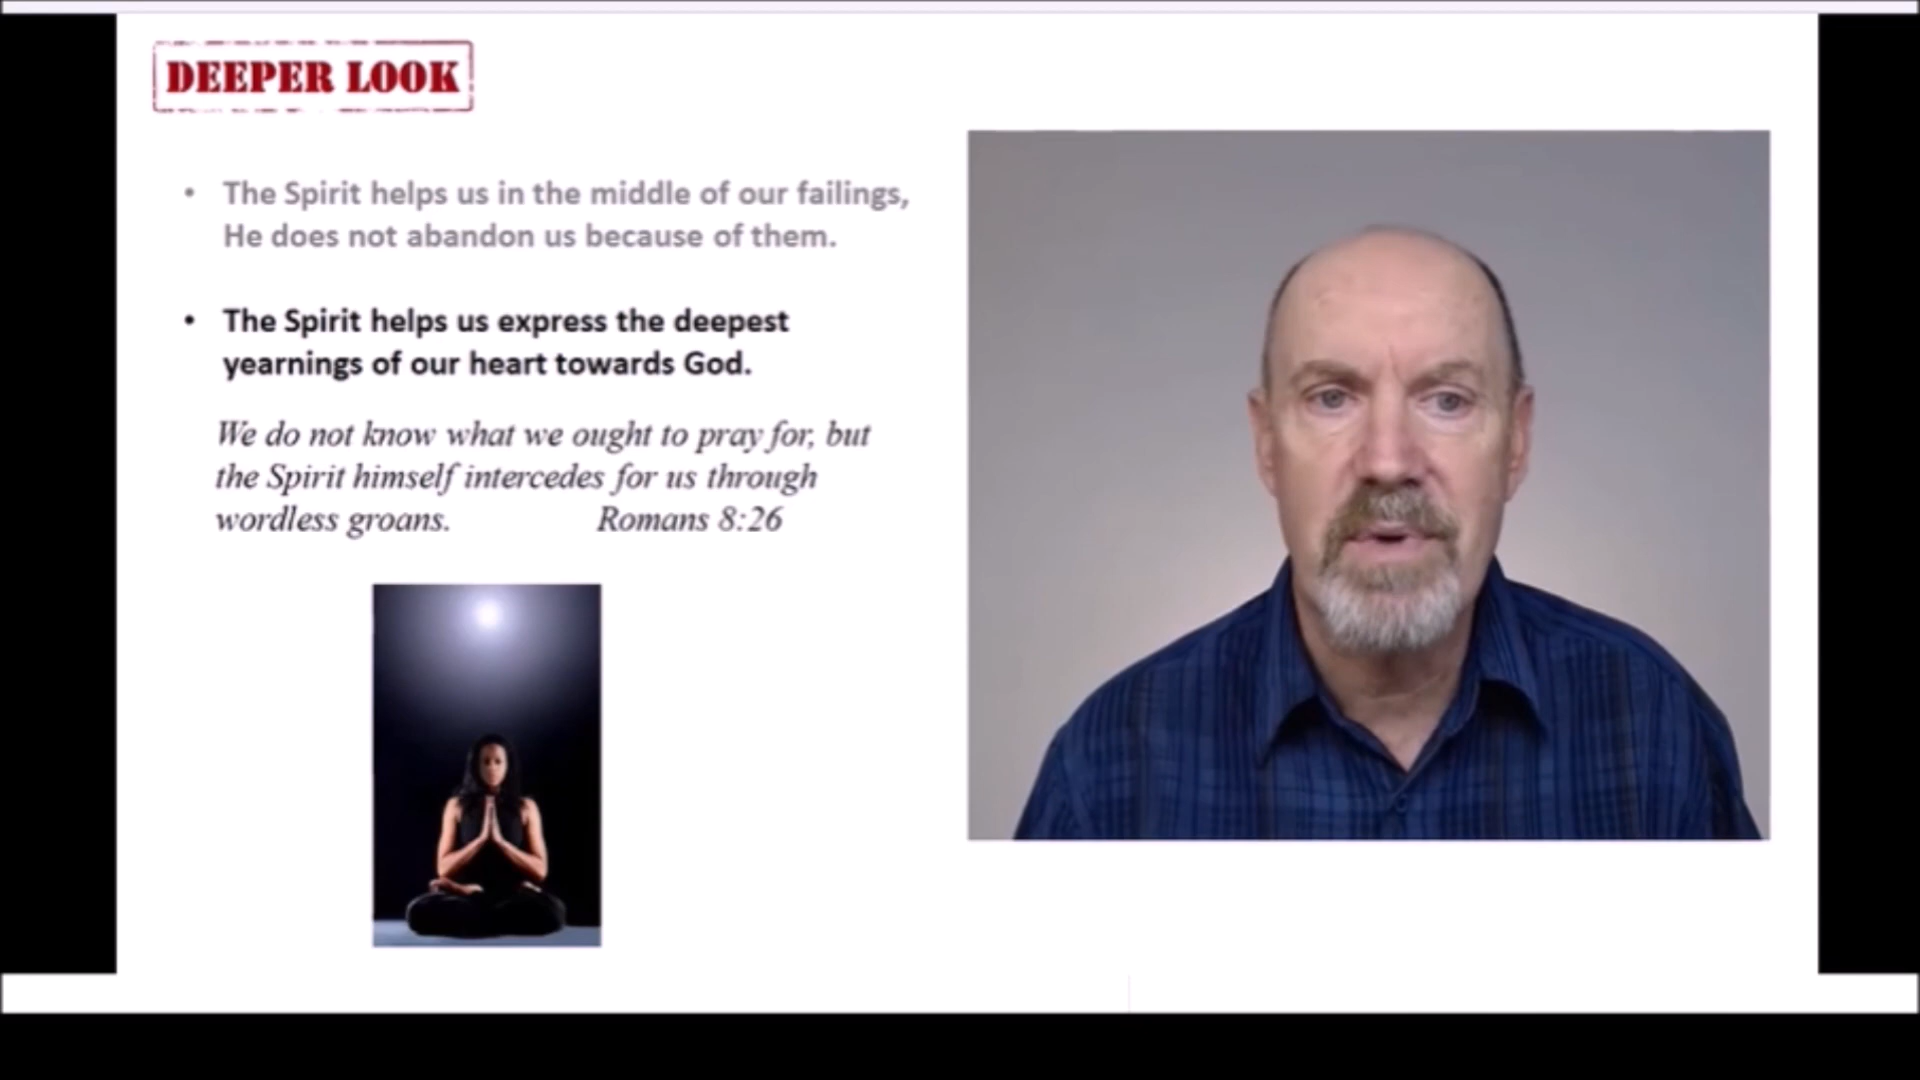 DEEPER LOOK
• The Spirit helps us in the middle of our failings,
He does not abandon us because of them.
• The Spirit helps us express the deepest
yearnings of our heart towards God.
We do not know what we ought to pray for, but
the Spirit himself intercedes for us through
wordless groans. Romans 8:26